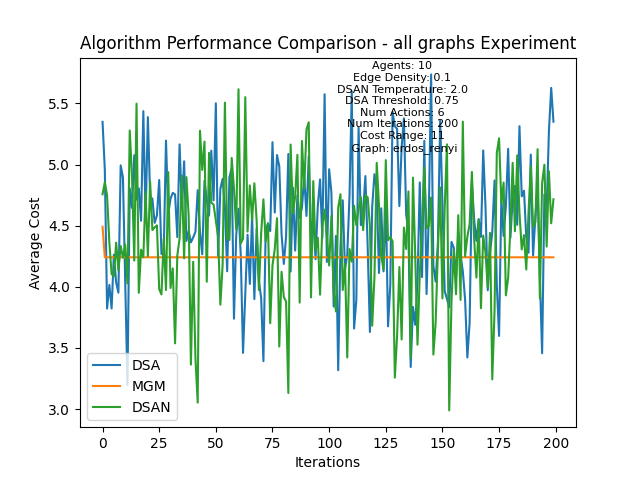 Algorithm Performance Comparison - all graphs Experiment
Agents: 10
Edge Density: 0.1
DSAN Temperature: 2.0
DSA Threshold: 0.75
Num Actions: 6
Num Iterations: 200
Cost Range: 11
Graph: erdos_renyi
Average Cost
5.5
5.0
4.5
4.0
3.5
3.0
DSA
MGM
DSAN
0 25 50 75 100 125 150 175 200
Iterations